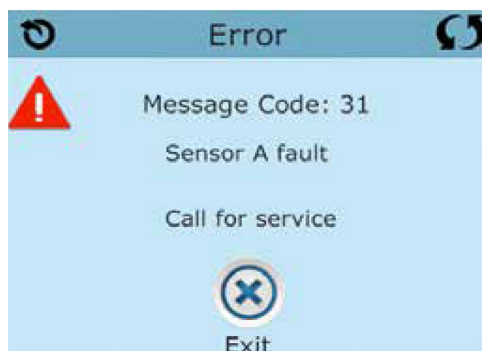 Error
Message Code: 31
Sensor A fault
Call for service
Exit